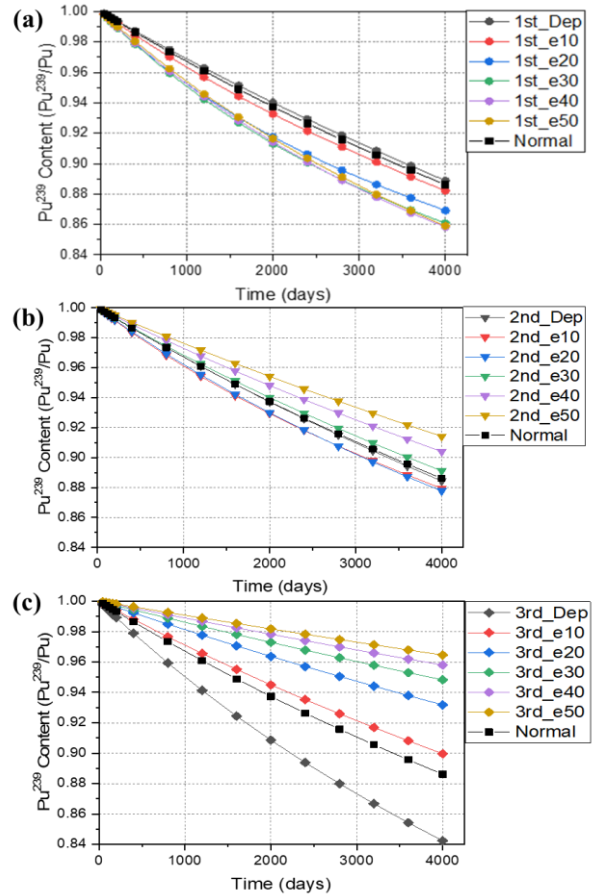 (a)
1.00
0.98
0.96
0.94
0.92
0.90
0.88
0.86
0.84
Pu²³⁹ Content (Pu²³⁹/Pu)
0 1000 2000 3000 4000
Time (days)
1st_Dep
1st_e10
1st_e20
1st_e30
1st_e40
1st_e50
Normal
(b)
1.00
0.98
0.96
0.94
0.92
0.90
0.88
0.86
0.84
Pu²³⁹ Content (Pu²³⁹/Pu)
0 1000 2000 3000 4000
Time (days)
2nd_Dep
2nd_e10
2nd_e20
2nd_e30
2nd_e40
2nd_e50
Normal
(c)
1.00
0.98
0.96
0.94
0.92
0.90
0.88
0.86
0.84
Pu²³⁹ Content (Pu²³⁹/Pu)
0 1000 2000 3000 4000
Time (days)
3rd_Dep
3rd_e10
3rd_e20
3rd_e30
3rd_e40
3rd_e50
Normal